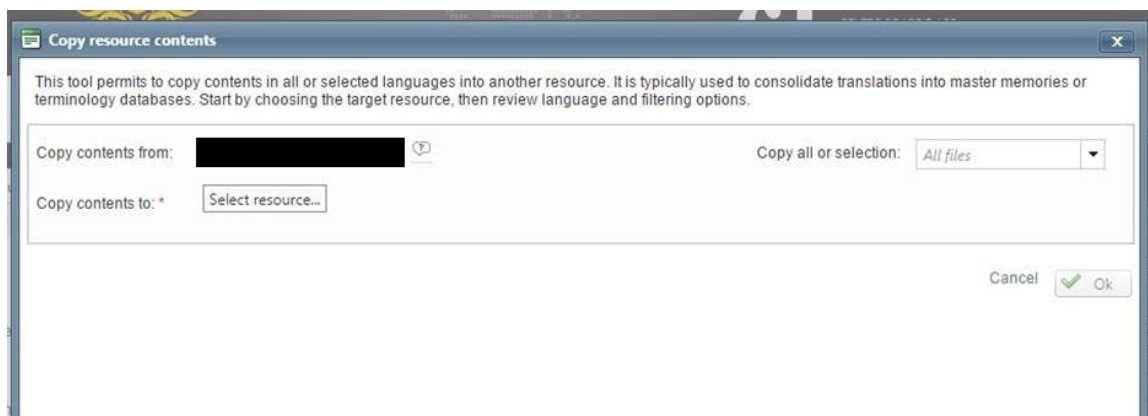 Copy resource contents
x
This tool permits to copy contents in all or selected languages into another resource. It is typically used to consolidate translations into master memories or
terminology databases. Start by choosing the target resource, then review language and filtering options.
Copy contents from:
?
Copy all or selection:
All files
Copy contents to: *
Select resource...
Cancel
Ok